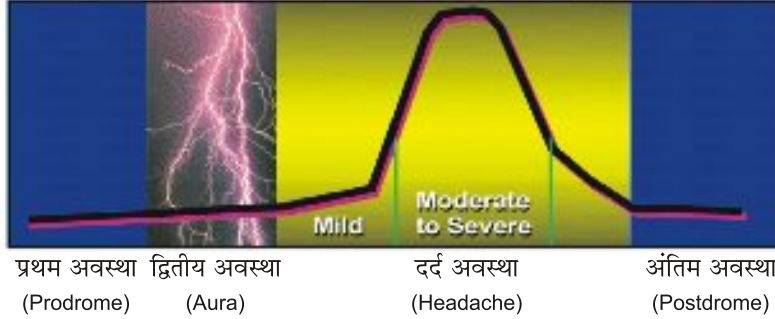 Mild
Moderate
to Severe
प्रथम अवस्था द्वितीय अवस्था दर्द अवस्था अंतिम अवस्था
(Prodrome) (Aura) (Headache) (Postdrome)